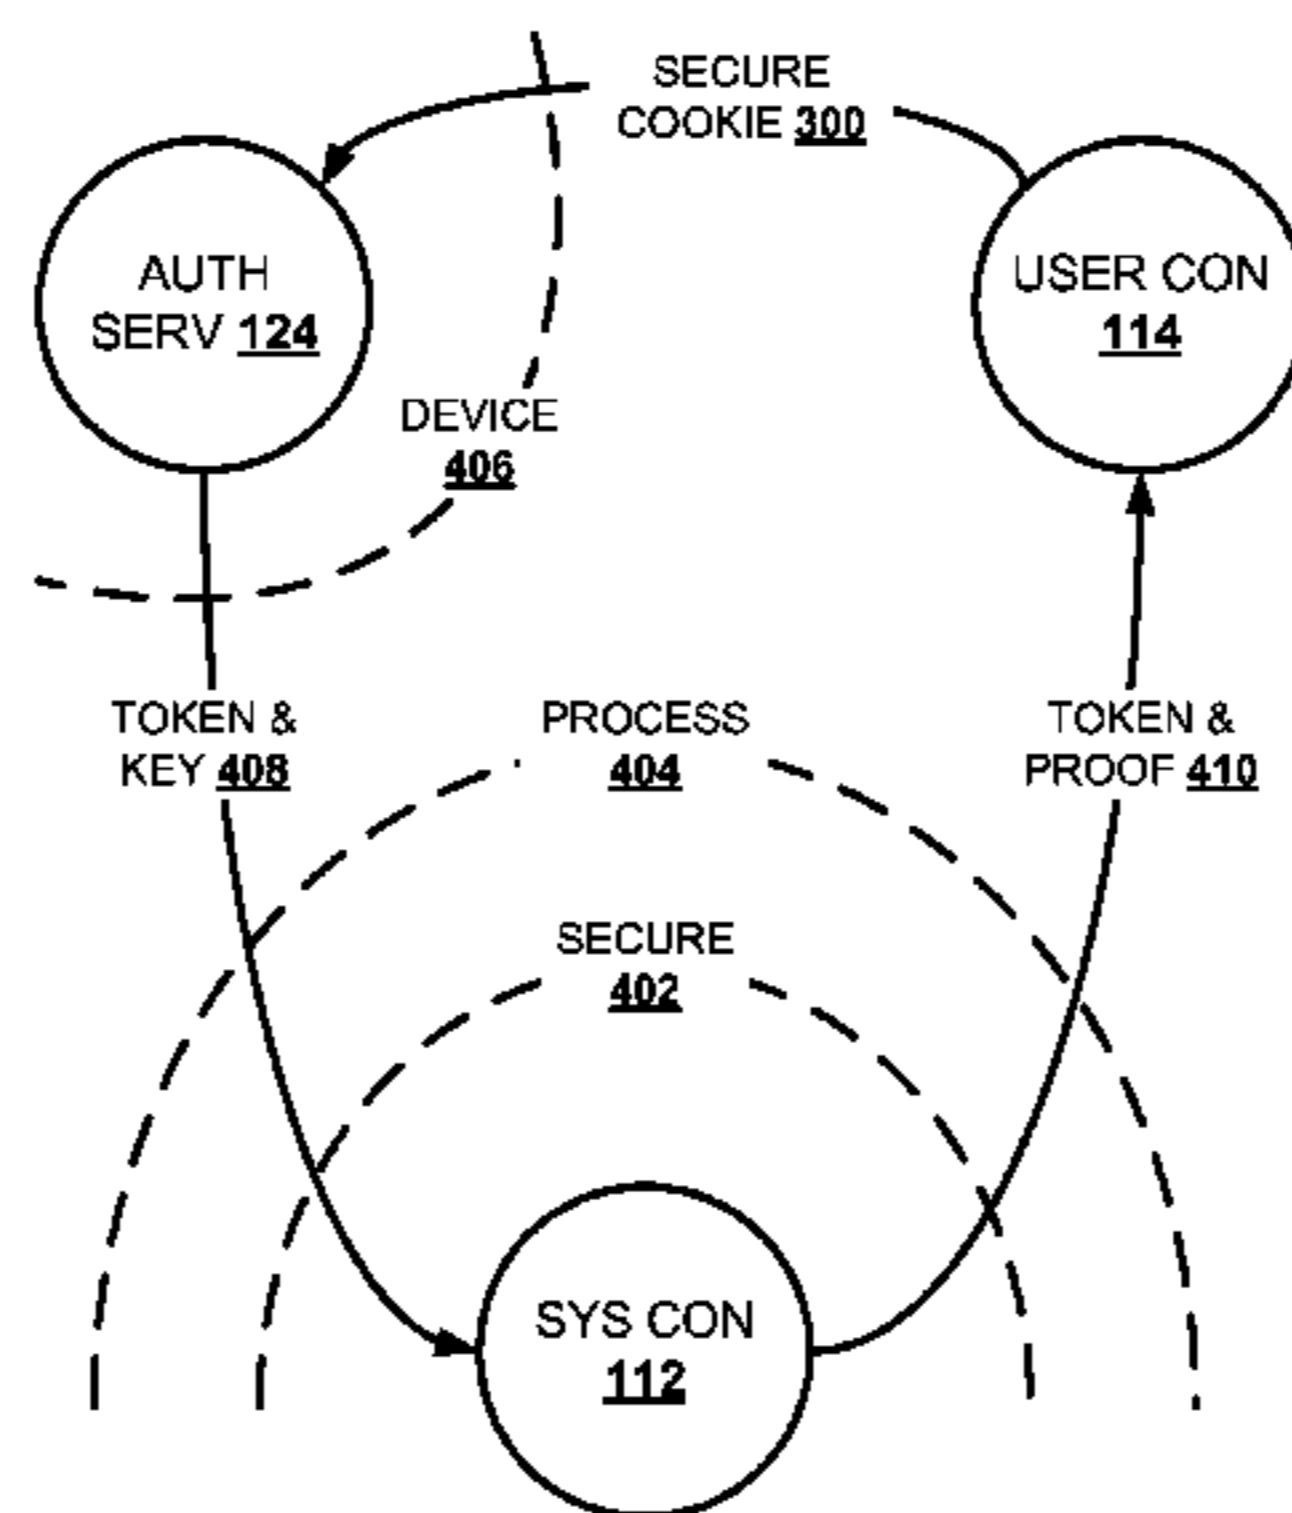 SECURE
COOKIE 300
AUTH
SERV 124
USER CON
114
DEVICE
406
TOKEN &
KEY 408
PROCESS
404
TOKEN &
PROOF 410
SECURE
402
SYS CON
112